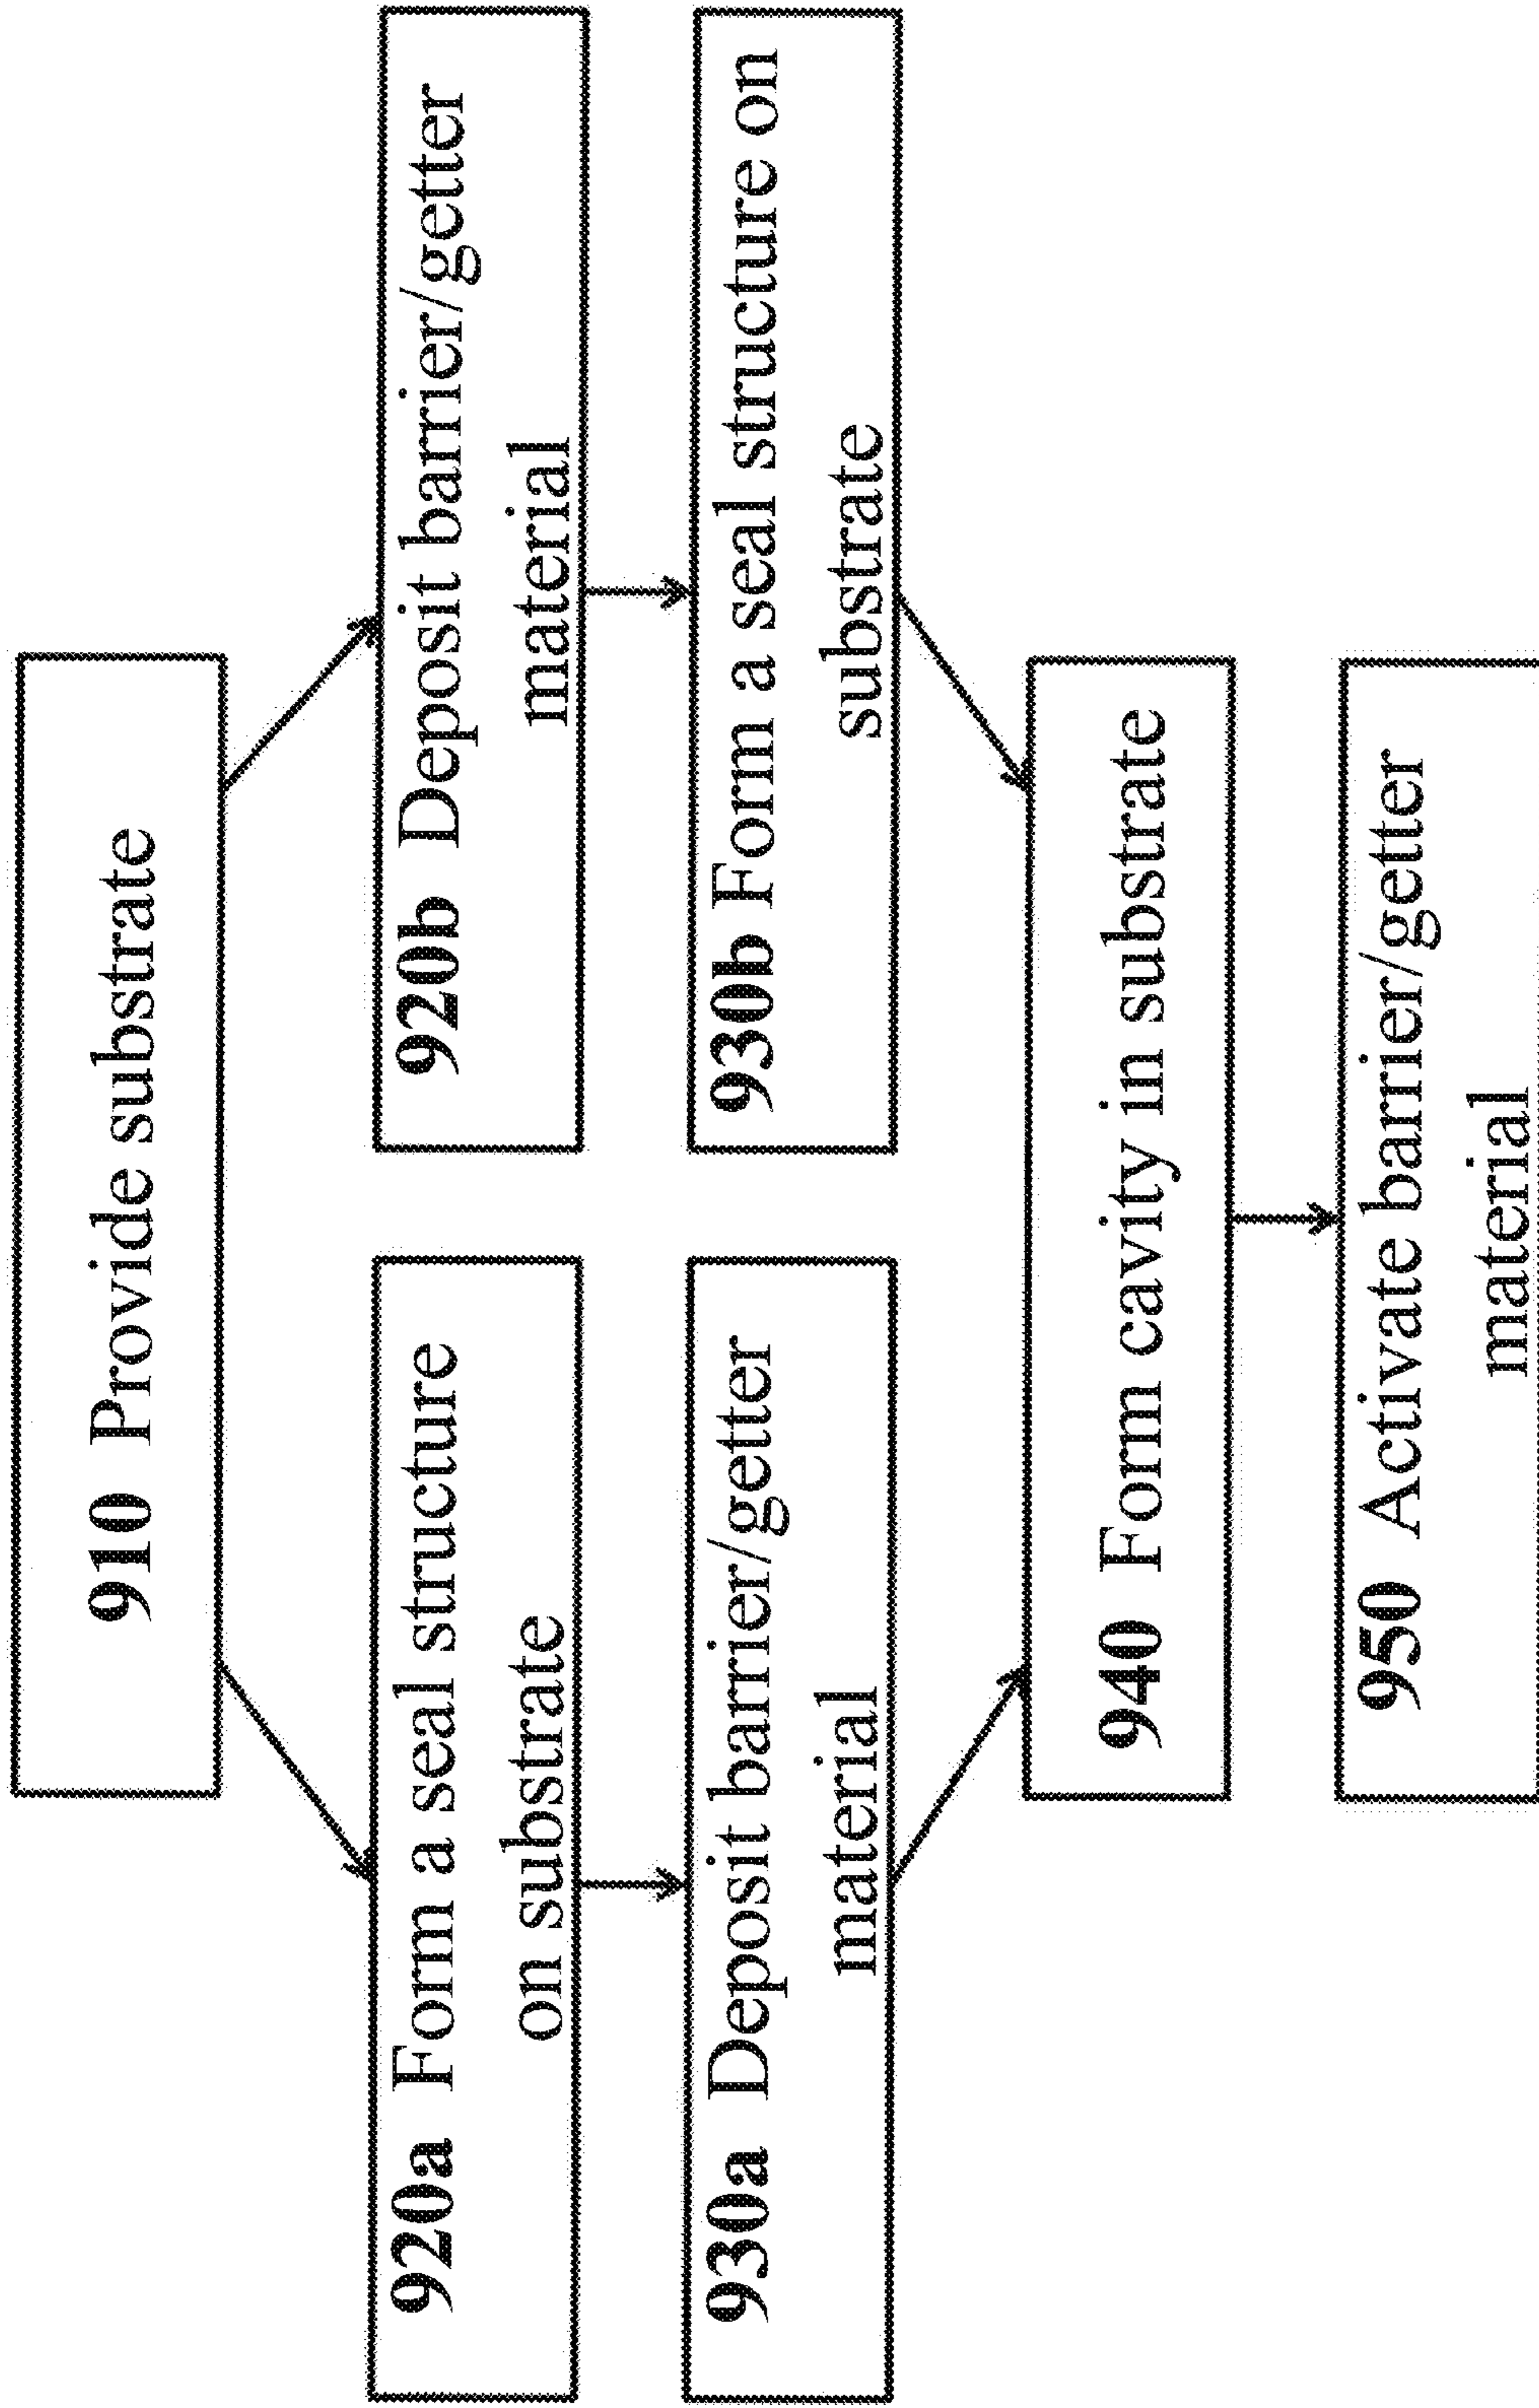 910 Provide substrate
920a Form a seal structure
on substrate
930a Deposit barrier/getter
material
920b Deposit barrier/getter
material
930b Form a seal structure on
substrate
940 Form cavity in substrate
950 Activate barrier/getter
material